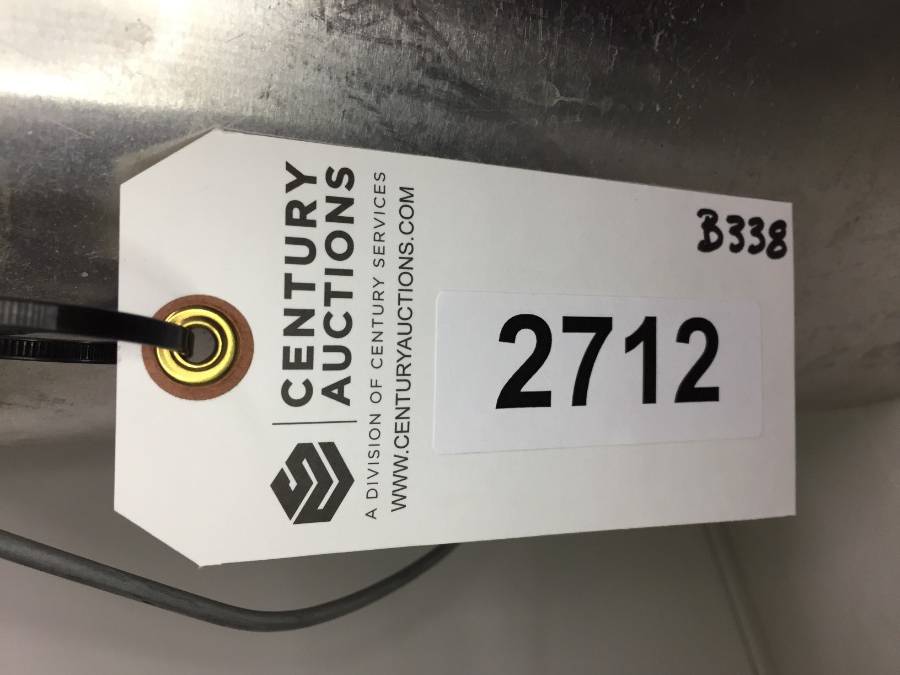 CENTURY
AUCTIONS
A DIVISION OF CENTURY SERVICES
WWW.CENTURYAUCTIONS.COM
B338
2712